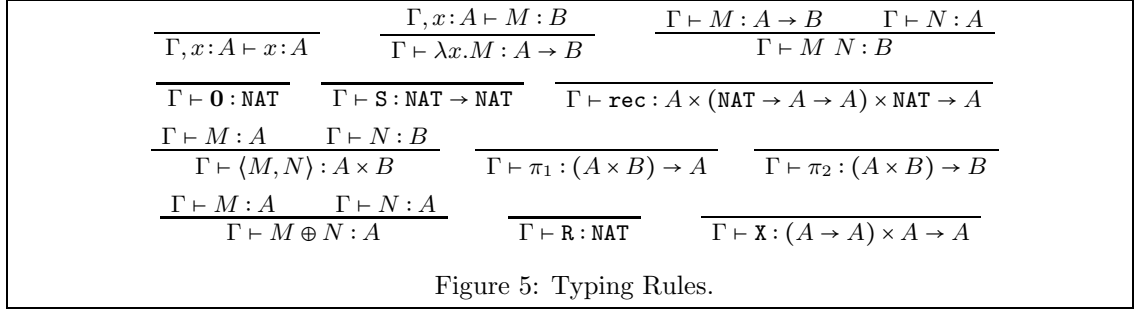 Γ, x : A ⊢ M : B    Γ ⊢ M : A → B    Γ ⊢ N : A
Γ, x : A ⊢ x : A    Γ ⊢ λx.M : A → B    Γ ⊢ M N : B
Γ ⊢ 0 : NAT    Γ ⊢ S : NAT → NAT    Γ ⊢ rec : A × (NAT → A → A) × NAT → A
Γ ⊢ M : A    Γ ⊢ N : B
Γ ⊢ ⟨M, N⟩ : A × B    Γ ⊢ π₁ : (A × B) → A    Γ ⊢ π₂ : (A × B) → B
Γ ⊢ M : A    Γ ⊢ N : A
Γ ⊢ M ⊕ N : A    Γ ⊢ R : NAT    Γ ⊢ X : (A → A) × A → A
Figure 5: Typing Rules.